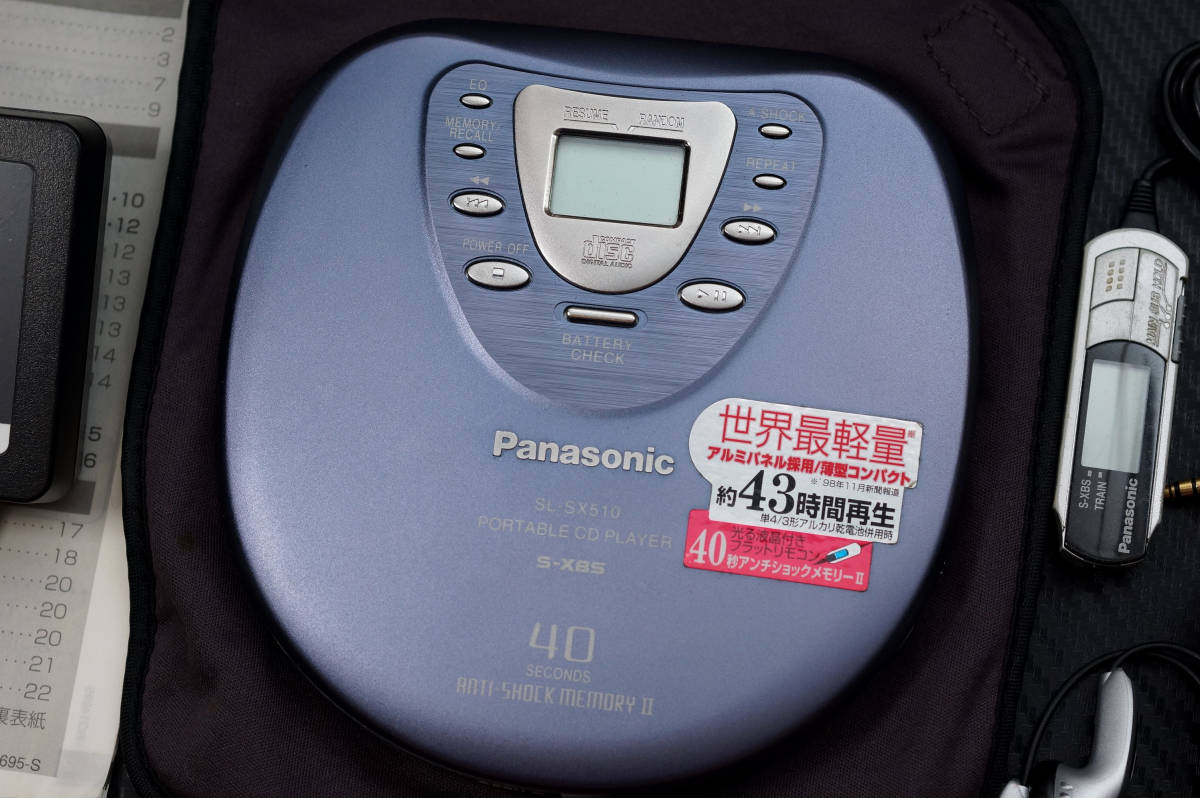 2
3
7
9
10
12
12
13
13
13
14
14
15
16
17
18
20
20
20
21
22
裏表紙
695-S
EQ
MEMORY/
RECALL
POWER OFF
RESUME
RANDOM
COMPACT
disc
DIGITAL AUDIO
A.SHOCK
REPEAT
BATTERY
CHECK
Panasonic
SL-SX510
PORTABLE CD PLAYER
S-XBS
40
SECONDS
ANTI-SHOCK MEMORY II
世界最軽量※
アルミパネル採用/薄型コンパクト
※'98年11月新聞報道
約43時間再生
単4/3形アルカリ乾電池併用時
光る液晶付き
フラットリモコン
40秒アンチショックメモリーII
HOLD
S-XBS
TRAIN
Panasonic